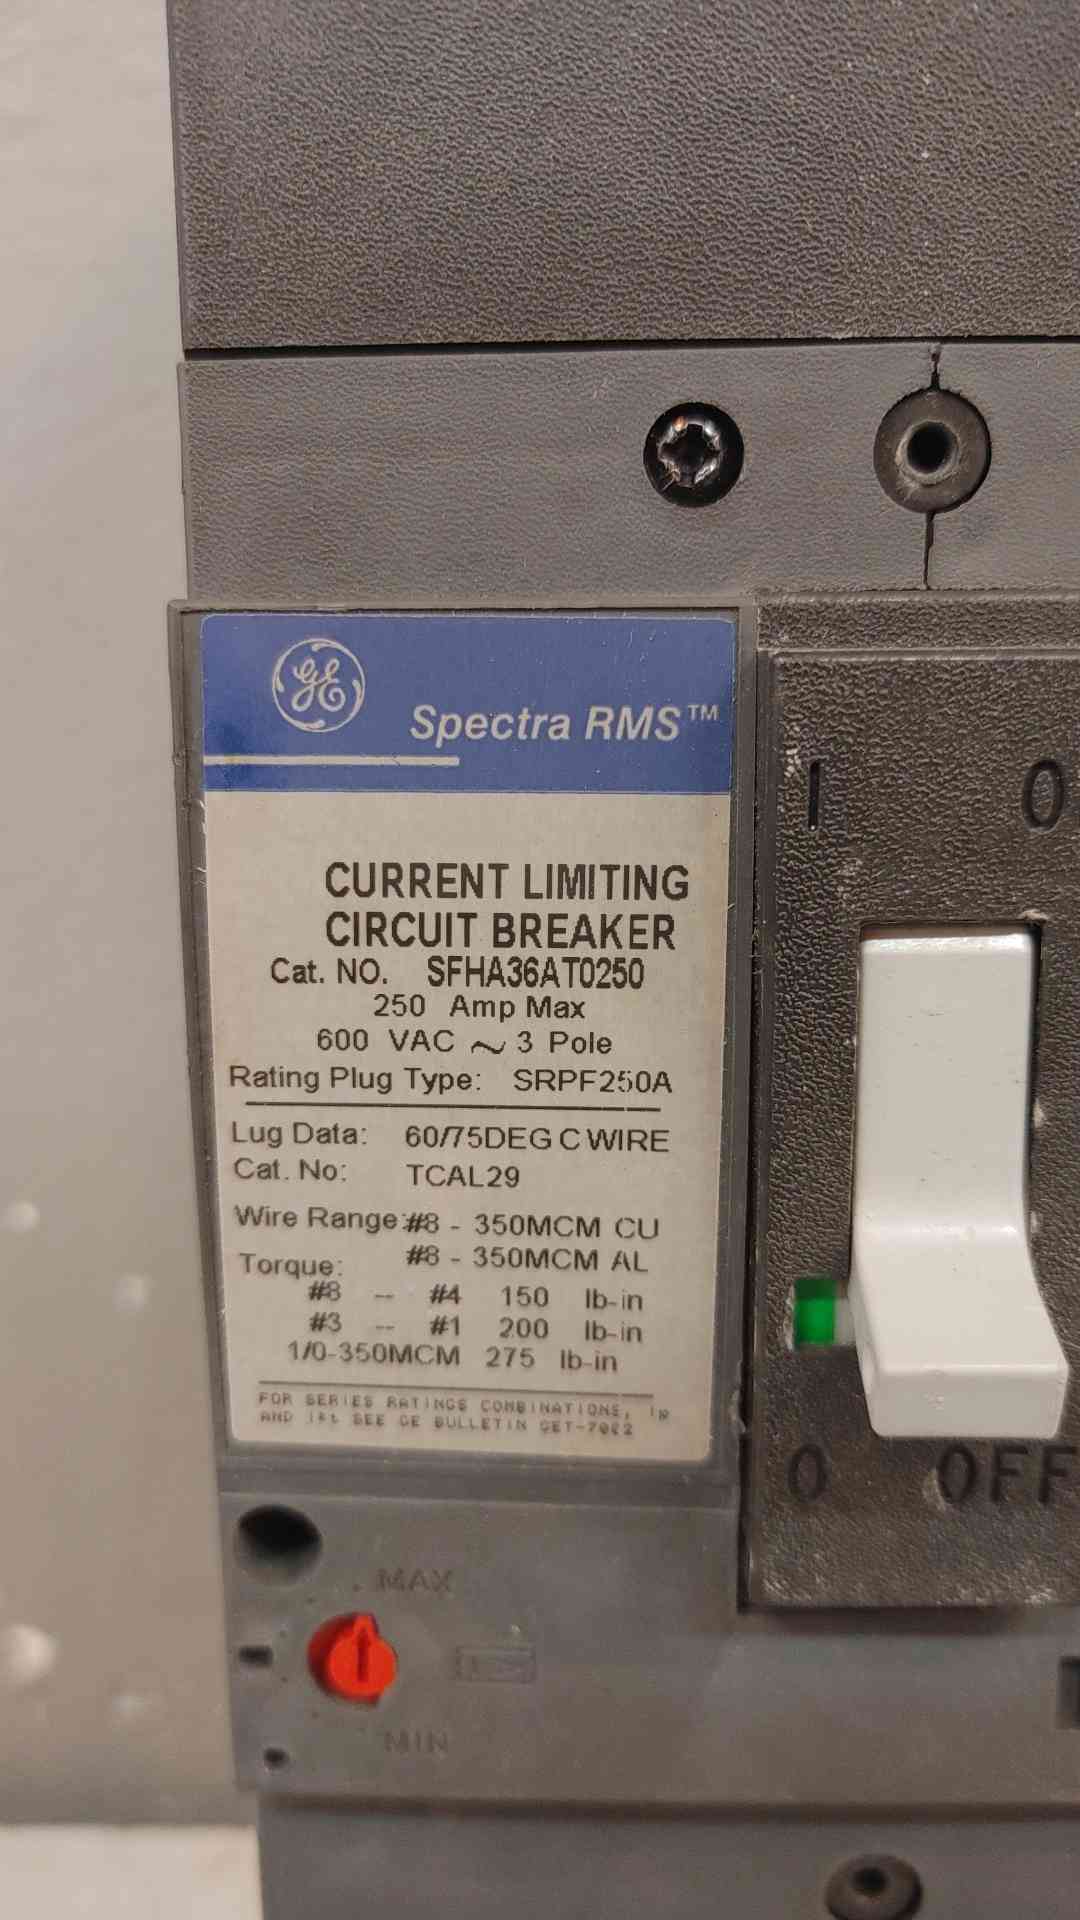 GE
Spectra RMS™
CURRENT LIMITING
CIRCUIT BREAKER
Cat. NO. SFHA36AT0250
250 Amp Max
600 VAC ~ 3 Pole
Rating Plug Type: SRPF250A
Lug Data: 60/75DEG C WIRE
Cat. No: TCAL29
Wire Range: #8 - 350MCM CU
#8 - 350MCM AL
Torque:
#8 -- #4 150 lb-in
#3 -- #1 200 lb-in
1/0-350MCM 275 lb-in
FOR SERIES RATINGS COMBINATIONS,
AND SEE GE BULLETIN GET-7002
I O
O OFF
MAX
MIN